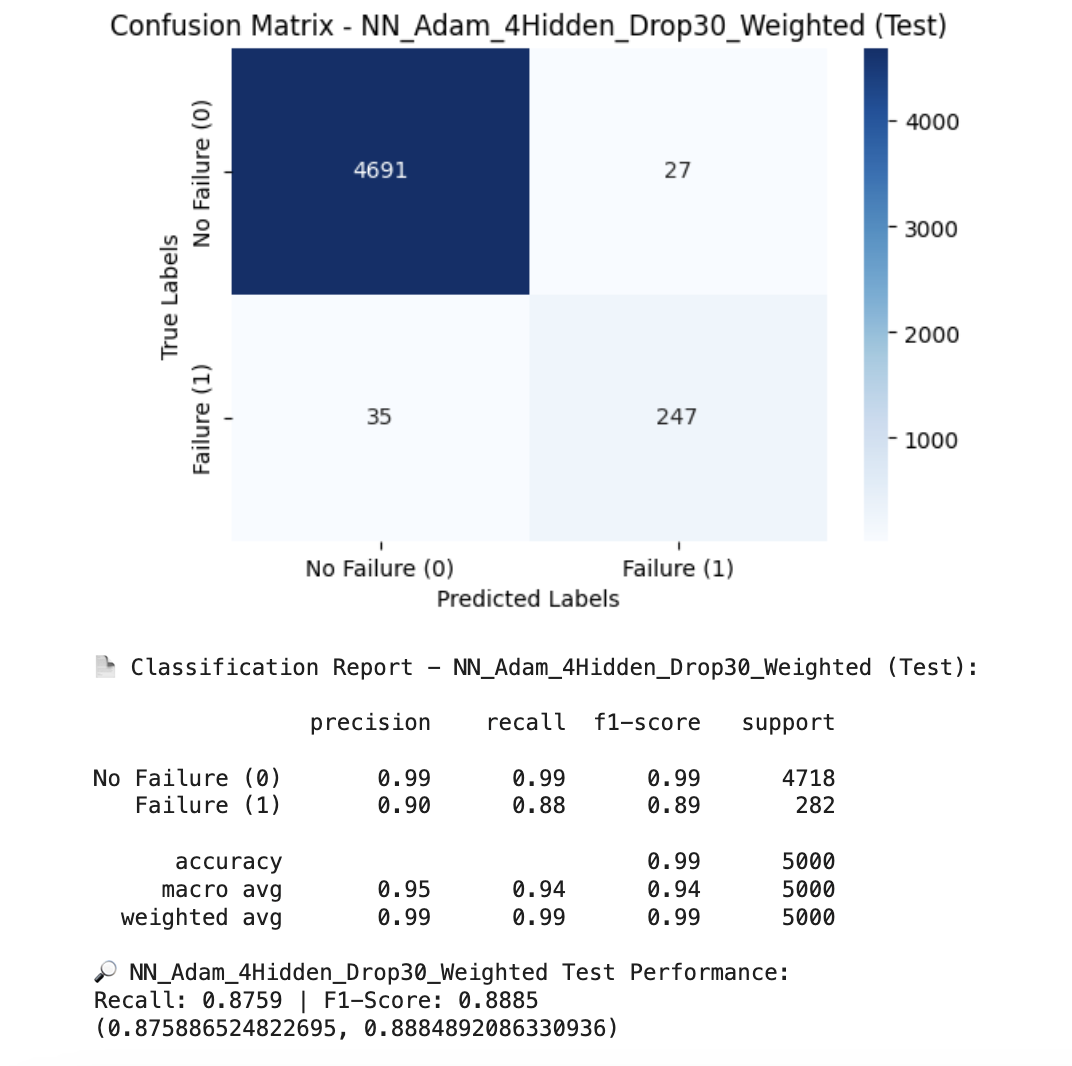 Confusion Matrix - NN_Adam_4Hidden_Drop30_Weighted (Test)
True Labels
No Failure (0)
Failure (1)
4691 27
35 247
4000
3000
2000
1000
No Failure (0) Failure (1)
Predicted Labels
📄 Classification Report - NN_Adam_4Hidden_Drop30_Weighted (Test):
precision recall f1-score support
No Failure (0) 0.99 0.99 0.99 4718
Failure (1) 0.90 0.88 0.89 282
accuracy 0.99 5000
macro avg 0.95 0.94 0.94 5000
weighted avg 0.99 0.99 0.99 5000
🔎 NN_Adam_4Hidden_Drop30_Weighted Test Performance:
Recall: 0.8759 | F1-Score: 0.8885
(0.875886524822695, 0.8884892086330936)